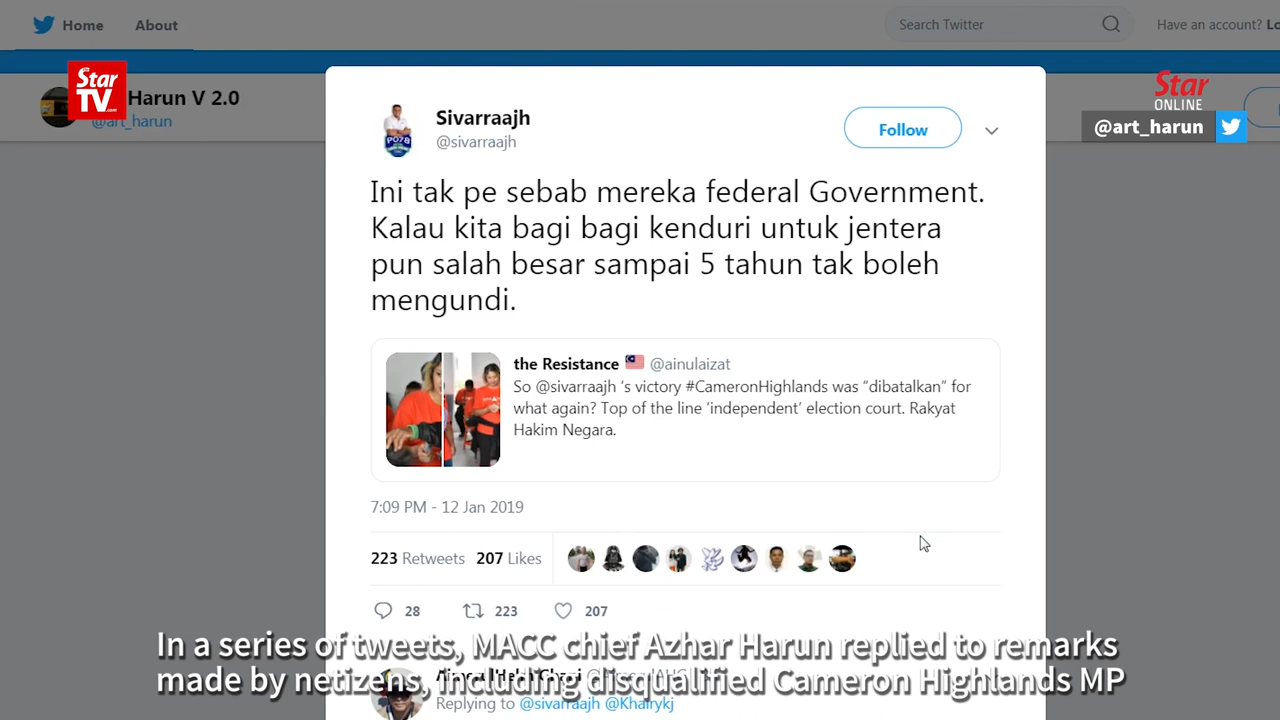 Home About Search Twitter Have an account? Lo
Star
TV.com
Harun V 2.0
@art_harun
Star
ONLINE
@art_harun
Sivarraajh
@sivarraajh
Follow
Ini tak pe sebab mereka federal Government.
Kalau kita bagi bagi kenduri untuk jentera
pun salah besar sampai 5 tahun tak boleh
mengundi.
the Resistance @ainulaizat
So @sivarraajh 's victory #CameronHighlands was “dibatalkan” for
what again? Top of the line ‘independent’ election court. Rakyat
Hakim Negara.
7:09 PM - 12 Jan 2019
223 Retweets 207 Likes
28 223 207
In a series of tweets, MACC chief Azhar Harun replied to remarks
made by netizens, including disqualified Cameron Highlands MP
Replying to @sivarraajh @Khairykj